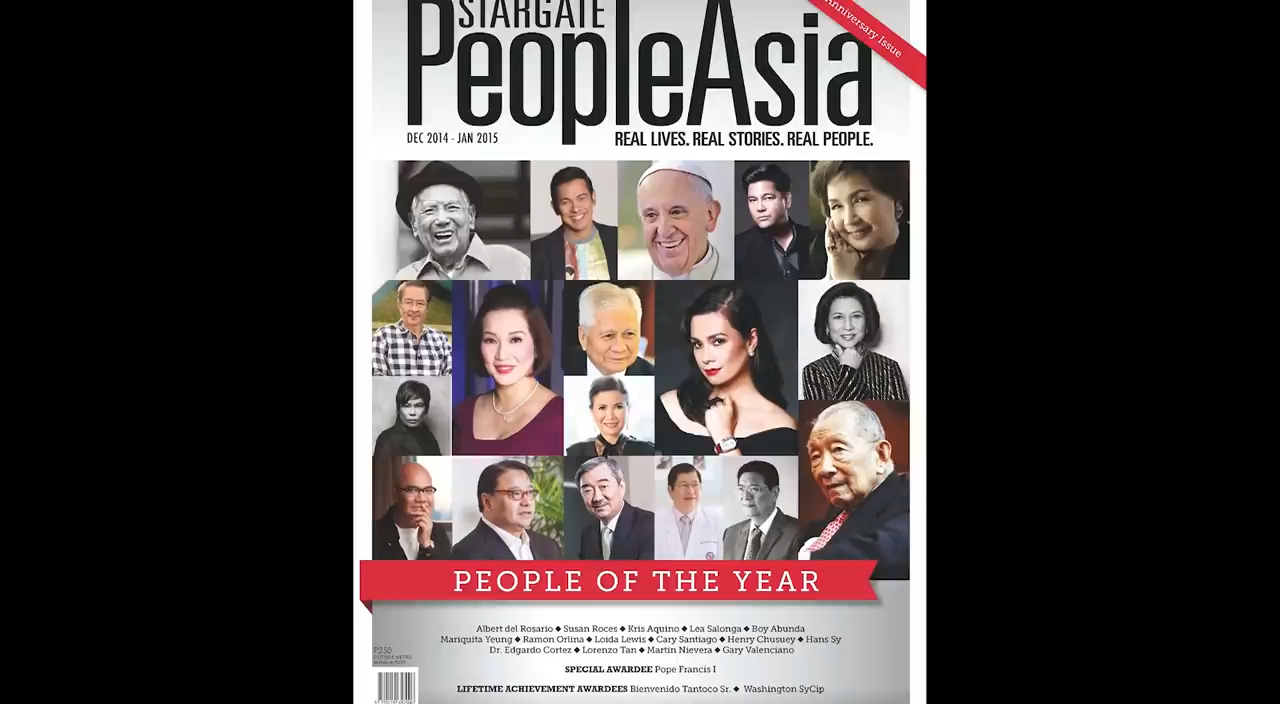 STARGATE
PeopleAsia
Anniversary Issue
DEC 2014 - JAN 2015
REAL LIVES. REAL STORIES. REAL PEOPLE.
PEOPLE OF THE YEAR
Albert del Rosario ◆ Susan Roces ◆ Kris Aquino ◆ Lea Salonga ◆ Boy Abunda
Mariquita Yeung ◆ Ramon Orlina ◆ Loida Lewis ◆ Cary Santiago ◆ Henry Chusuey ◆ Hans Sy
Dr. Edgardo Cortez ◆ Lorenzo Tan ◆ Martin Nievera ◆ Gary Valenciano
SPECIAL AWARDEE Pope Francis I
LIFETIME ACHIEVEMENT AWARDEES Bienvenido Tantoco Sr. ◆ Washington SyCip
P250